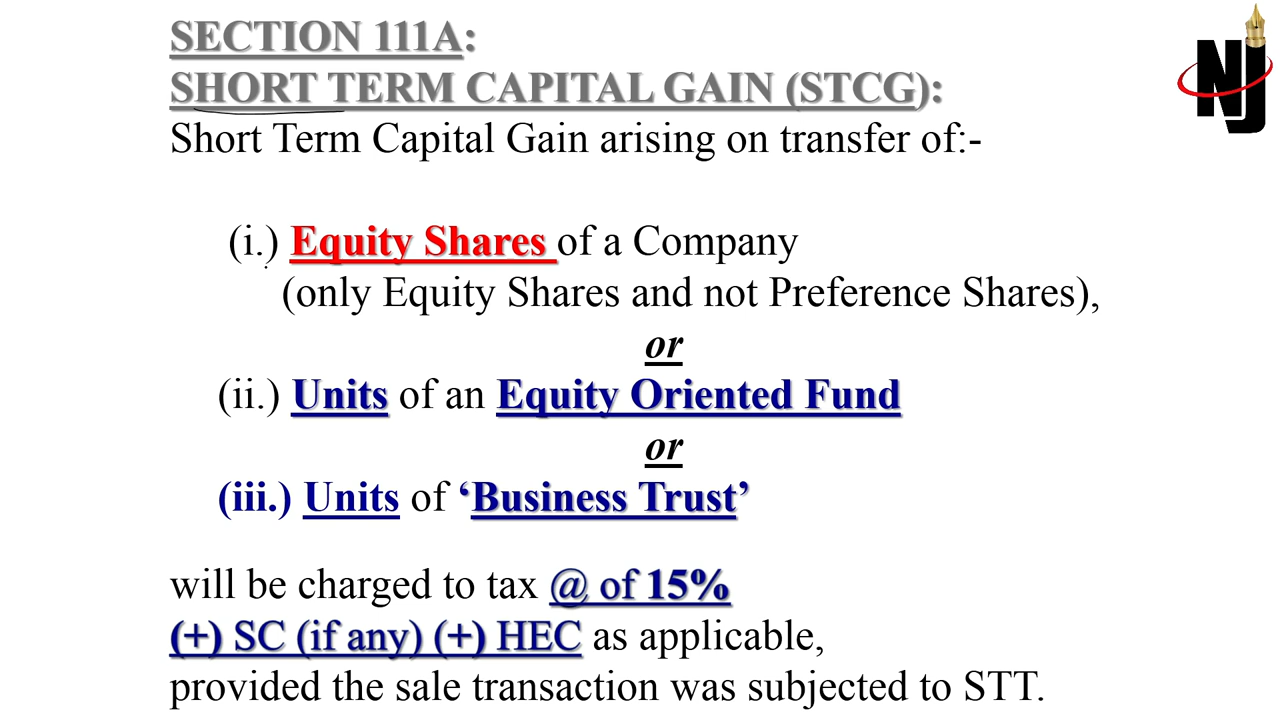 SECTION 111A:
SHORT TERM CAPITAL GAIN (STCG):
Short Term Capital Gain arising on transfer of:-
(i.) Equity Shares of a Company
(only Equity Shares and not Preference Shares),
or
(ii.) Units of an Equity Oriented Fund
or
(iii.) Units of ‘Business Trust’
will be charged to tax @ of 15%
(+) SC (if any) (+) HEC as applicable,
provided the sale transaction was subjected to STT.
NJ